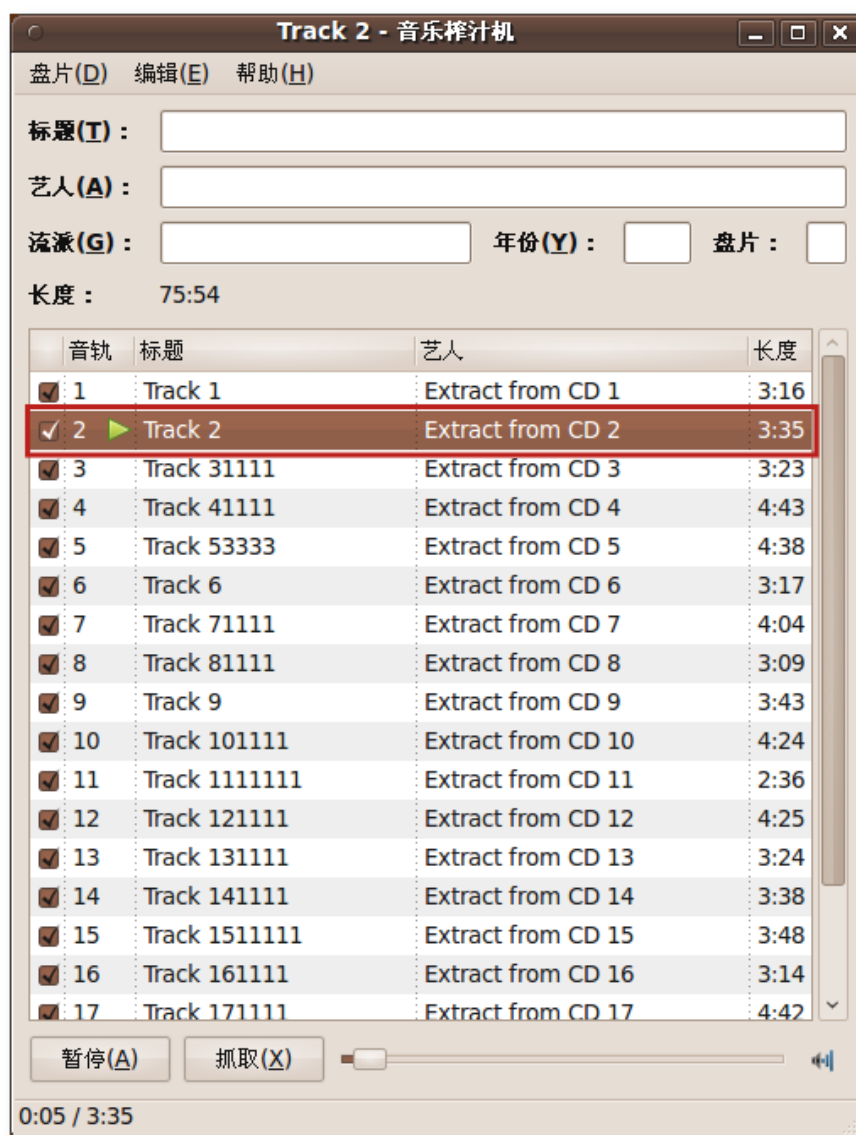 Track 2 - 音乐榨汁机
盘片(D) 编辑(E) 帮助(H)
标题(T)：
艺人(A)：
流派(G)： 年份(Y)： 盘片：
长度： 75:54
音轨 标题 艺人 长度
1 Track 1 Extract from CD 1 3:16
2 Track 2 Extract from CD 2 3:35
3 Track 31111 Extract from CD 3 3:23
4 Track 41111 Extract from CD 4 4:43
5 Track 53333 Extract from CD 5 4:38
6 Track 6 Extract from CD 6 3:17
7 Track 71111 Extract from CD 7 4:04
8 Track 81111 Extract from CD 8 3:09
9 Track 9 Extract from CD 9 3:43
10 Track 101111 Extract from CD 10 4:24
11 Track 1111111 Extract from CD 11 2:36
12 Track 121111 Extract from CD 12 4:25
13 Track 131111 Extract from CD 13 3:24
14 Track 141111 Extract from CD 14 3:38
15 Track 1511111 Extract from CD 15 3:48
16 Track 161111 Extract from CD 16 3:14
17 Track 171111 Extract from CD 17 4:42
暂停(A) 抓取(X)
0:05 / 3:35